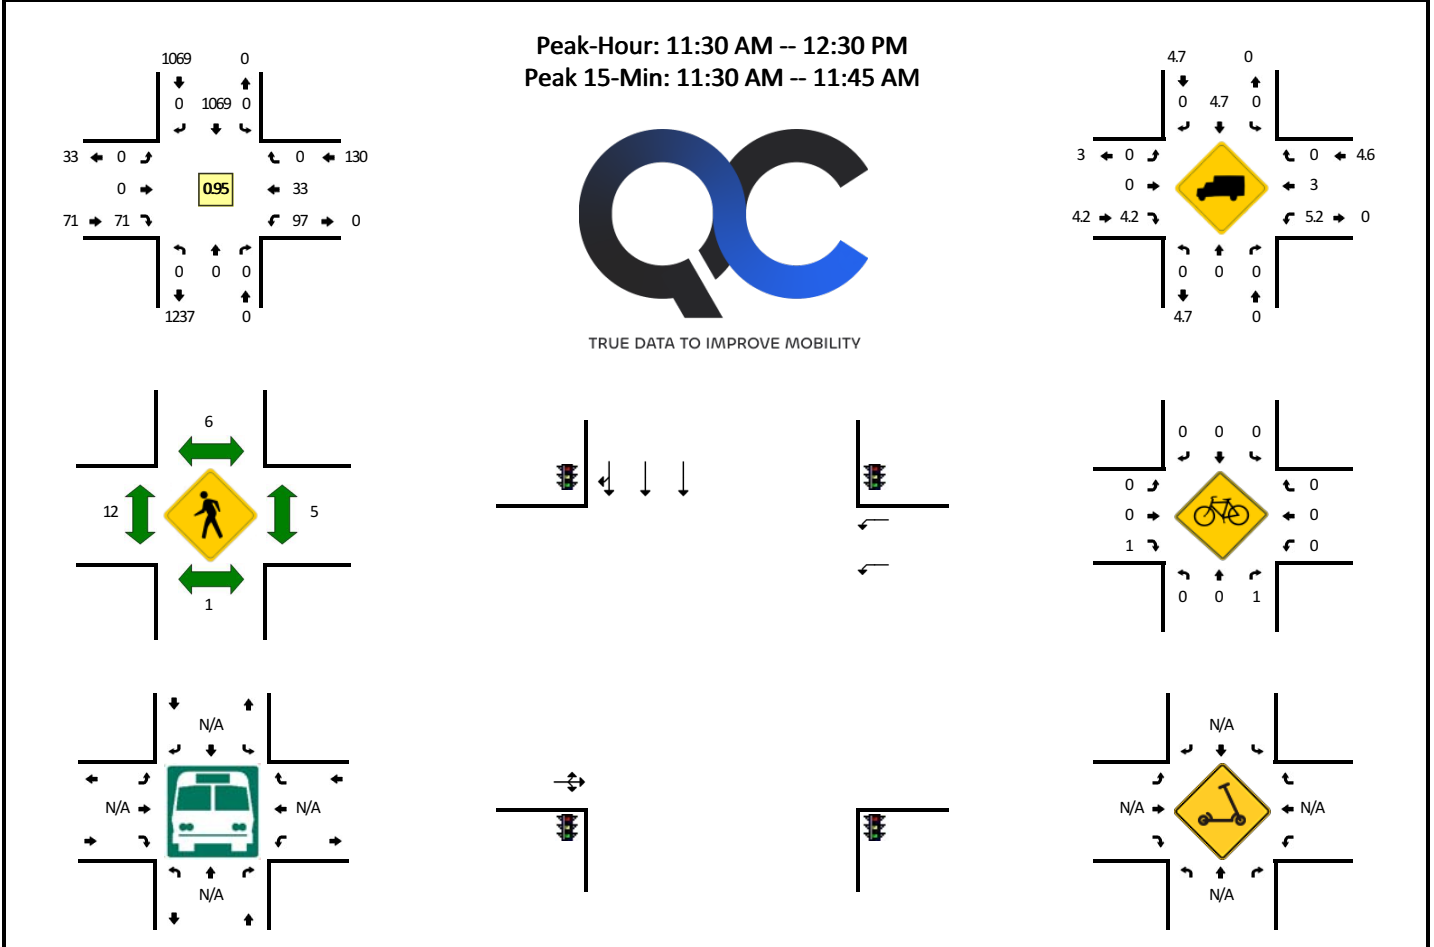 Peak-Hour: 11:30 AM -- 12:30 PM
Peak 15-Min: 11:30 AM -- 11:45 AM
1069 0
0 1069 0
33 0 0 130
0 0.95 33
71 71 97 0
0 0 0
1237 0
QC
TRUE DATA TO IMPROVE MOBILITY
4.7 0
0 4.7 0
3 0 0 4.6
0 3
4.2 4.2 5.2 0
0 0 0
4.7 0
6
12 5
1
0 0 0
0 0
0 0
1 0
0 0 1
N/A
N/A N/A
N/A
N/A
N/A N/A
N/A